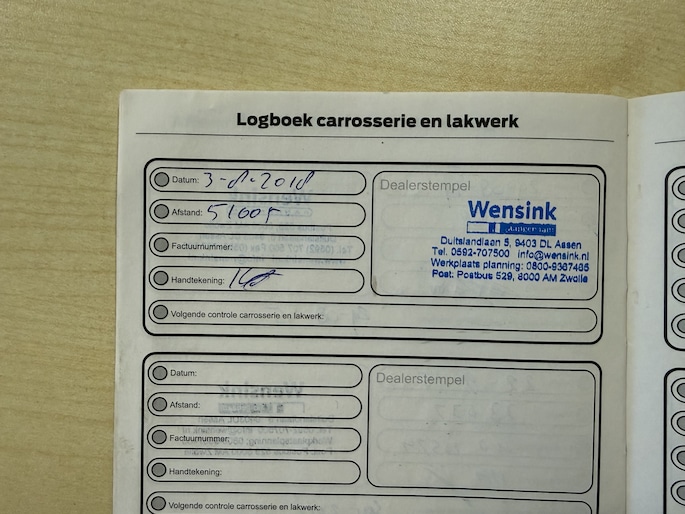 Logboek carrosserie en lakwerk
Datum: 3-8-2018
Afstand:
Factuurnummer:
Handtekening:
Volgende controle carrosserie en lakwerk:
Dealerstempel
Wensink
aangenaam
Duitslandlaan 5, 9403 DL Assen
Tel. 0592-707500 info@wensink.nl
Werkplaats planning: 0800-9367465
Post: Postbus 529, 8000 AM Zwolle
Datum:
Afstand:
Factuurnummer:
Handtekening:
Volgende controle carrosserie en lakwerk:
Dealerstempel